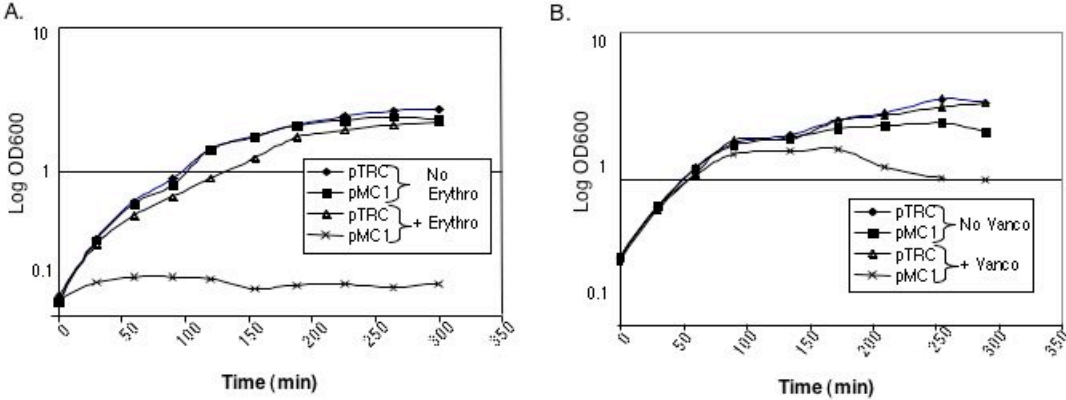 A.
10
1
0.1
Log OD600
pTRC
pMC1
No
Erythro
pTRC
pMC1
+ Erythro
0
50
100
150
200
250
300
350
Time (min)
B.
10
1
0.1
Log OD600
pTRC
pMC1
No Vanco
pTRC
pMC1
+ Vanco
0
50
100
150
200
250
300
350
Time (min)